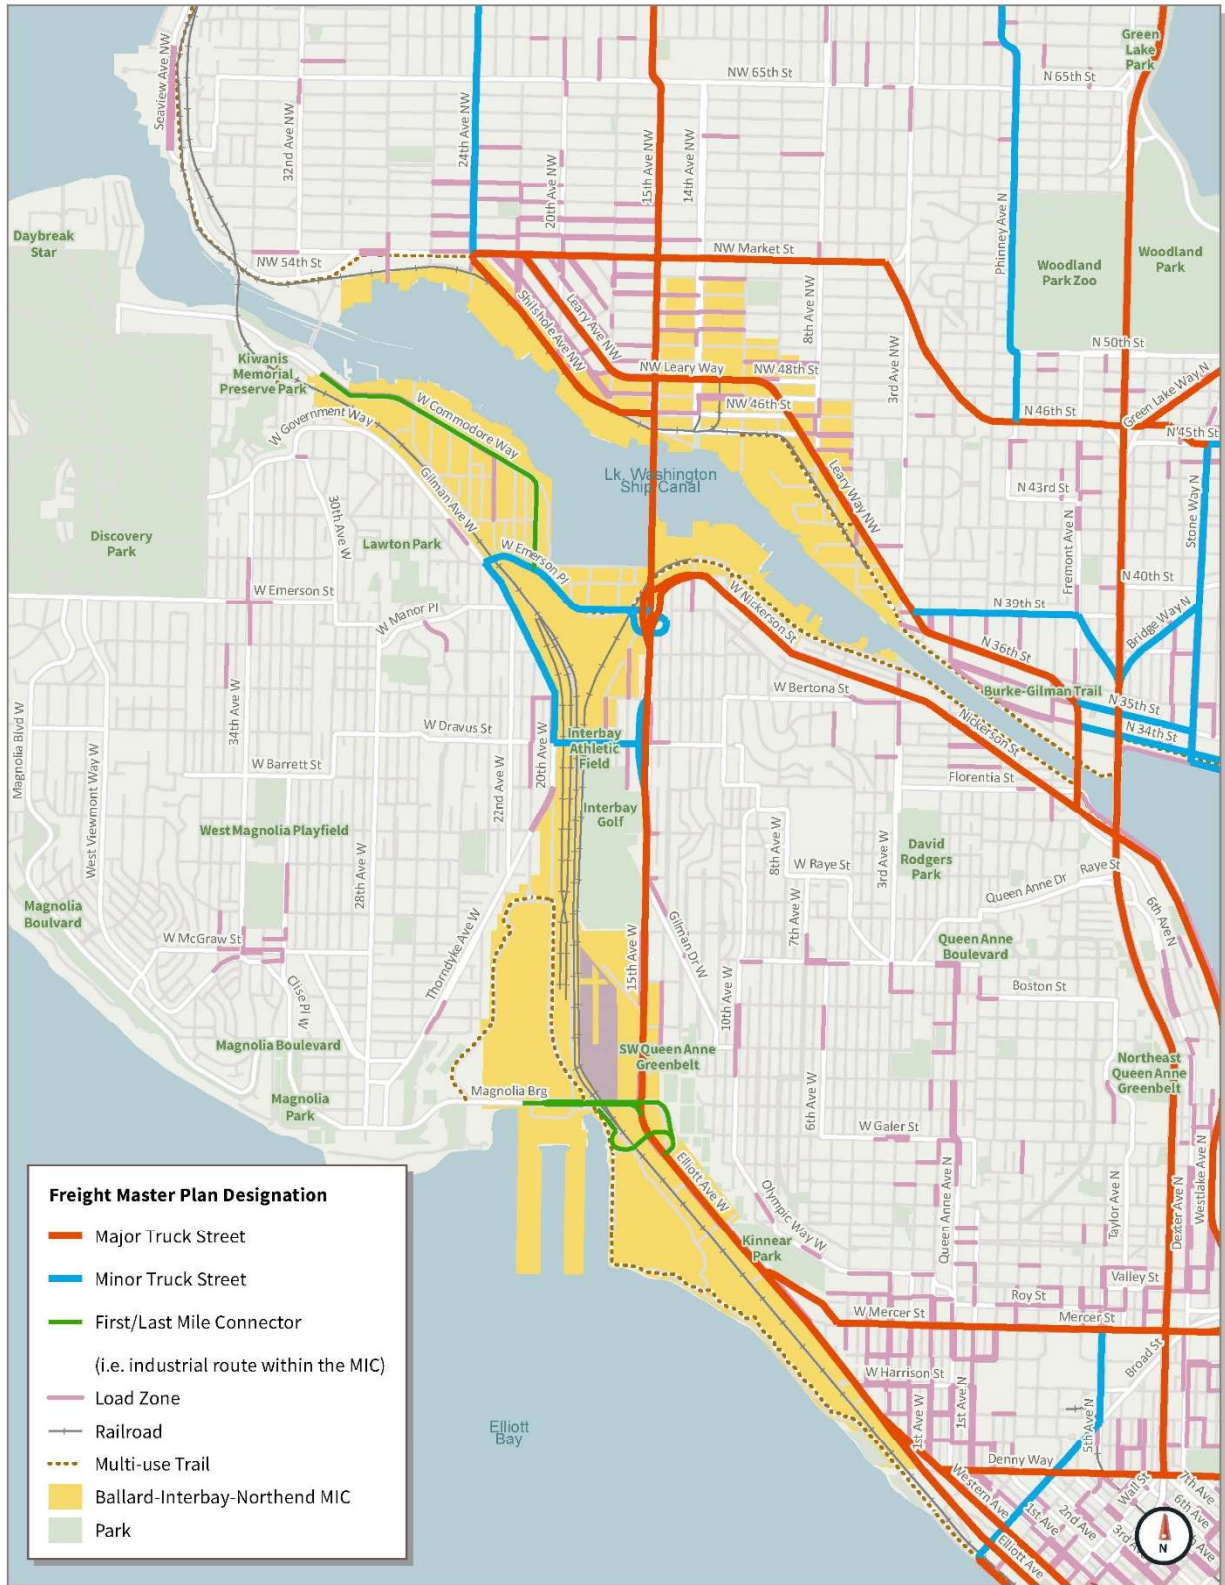 Green
Lake
Park
Seaview Ave NW
32nd Ave NW
24th Ave NW
20th Ave NW
15th Ave NW
14th Ave NW
NW 65th St
N 65th St
Phinney Ave N
Daybreak
Star
NW 54th St
NW Market St
8th Ave NW
3rd Ave NW
Woodland
Park Zoo
Woodland
Park
Shilshole Ave NW
Leary Ave NW
NW Leary Way
NW 48th St
NW 46th St
N 50th St
Green Lake Way N
N 46th St
N 45th St
Kiwanis
Memorial
Preserve Park
W Government Way
W Commodore Way
Gilman Ave W
Lk. Washington
Ship Canal
Leary Way NW
N 43rd St
Fremont Ave N
Stone Way N
Discovery
Park
30th Ave W
Lawton Park
W Emerson Pl
W Emerson St
W Manor Pl
W Nickerson St
N 40th St
N 39th St
Bridge Way N
N 36th St
Burke-Gilman Trail
N 35th St
N 34th St
Magnolia Blvd W
West Viewmont Way W
34th Ave W
W Dravus St
W Barrett St
22nd Ave W
20th Ave W
Interbay
Athletic
Field
W Bertona St
Nickerson St
Florentia St
Interbay
Golf
West Magnolia Playfield
28th Ave W
8th Ave W
W Raye St
3rd Ave W
David
Rodgers
Park
Queen Anne Dr
Raye St
7th Ave W
6th Ave N
Magnolia
Boulvard
W McGraw St
Clise Pl W
Thorndyke Ave W
15th Ave W
Gilman Dr W
10th Ave W
Queen Anne
Boulevard
Boston St
Magnolia Boulevard
Magnolia
Park
Magnolia Brg
SW Queen Anne
Greenbelt
6th Ave W
W Galer St
Northeast
Queen Anne
Greenbelt
Elliott Ave W
Olympic Way W
Kinnear
Park
Queen Anne Ave N
Taylor Ave N
Dexter Ave N
Westlake Ave N
Valley St
Roy St
W Mercer St
Mercer St
W Harrison St
Broad St
1st Ave W
1st Ave N
5th Ave N
Denny Way
Elliott
Bay
Western Ave
1st Ave
2nd Ave
Wall St
7th Ave
6th Ave
Elliott Ave
N
Freight Master Plan Designation
Major Truck Street
Minor Truck Street
First/Last Mile Connector
(i.e. industrial route within the MIC)
Load Zone
Railroad
Multi-use Trail
Ballard-Interbay-Northend MIC
Park